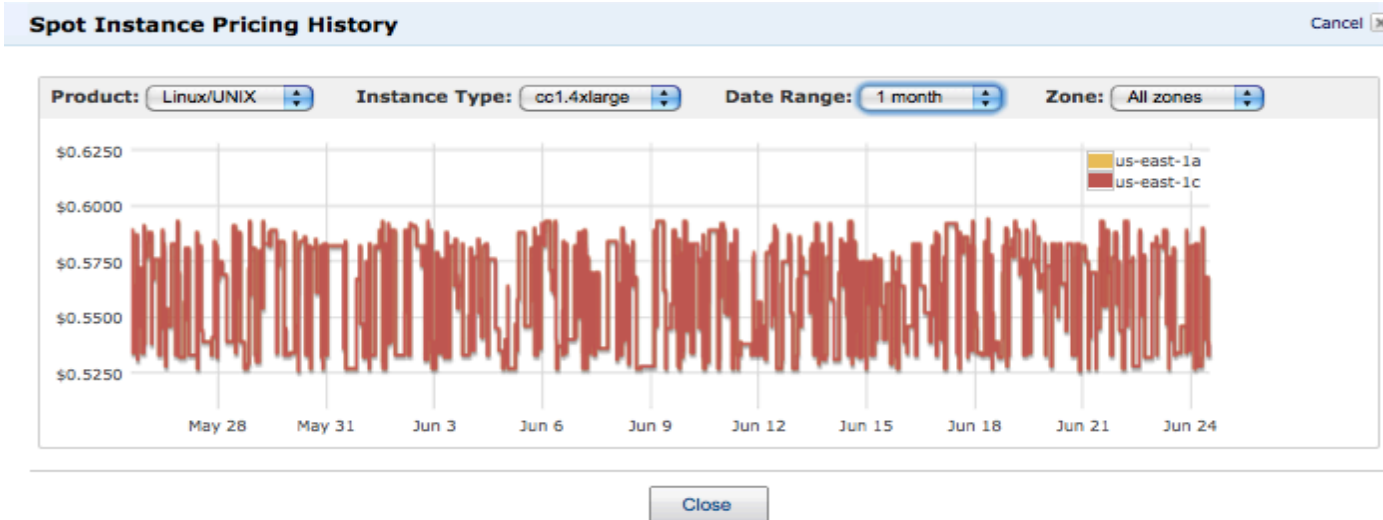 Spot Instance Pricing History
Cancel
Product: Linux/UNIX Instance Type: cc1.4xlarge Date Range: 1 month Zone: All zones
$0.6250
us-east-1a
us-east-1c
$0.6000
$0.5750
$0.5500
$0.5250
May 28 May 31 Jun 3 Jun 6 Jun 9 Jun 12 Jun 15 Jun 18 Jun 21 Jun 24
Close